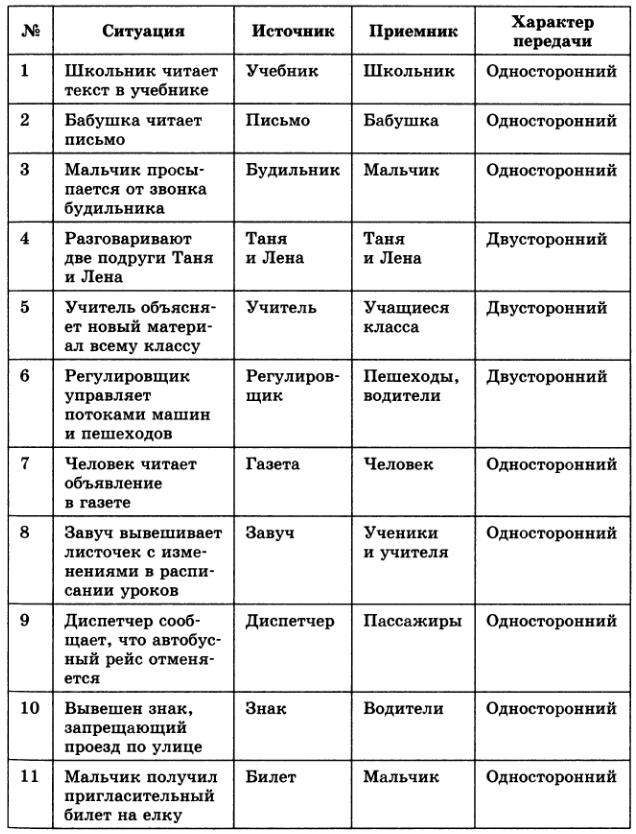 № Ситуация Источник Приемник Характер передачи
1 Школьник читает Учебник Школьник Односторонний
текст в учебнике
2 Бабушка читает Письмо Бабушка Односторонний
письмо
3 Мальчик просы- Будильник Мальчик Односторонний
пается от звонка
будильника
4 Разговаривают Таня Таня Двусторонний
две подруги Таня и Лена и Лена
и Лена
5 Учитель объясня- Учитель Учащиеся Двусторонний
ет новый матери- класса
ал всему классу
6 Регулировщик Регулиров- Пешеходы, Двусторонний
управляет щик водители
потоками машин
и пешеходов
7 Человек читает Газета Человек Односторонний
объявление
в газете
8 Завуч вывешивает Завуч Ученики Односторонний
листочек с изме- и учителя
нениями в распи-
сании уроков
9 Диспетчер сооб- Диспетчер Пассажиры Односторонний
щает, что автобус-
ный рейс отменя-
ется
10 Вывешен знак, Знак Водители Односторонний
запрещающий
проезд по улице
11 Мальчик получил Билет Мальчик Односторонний
пригласительный
билет на елку